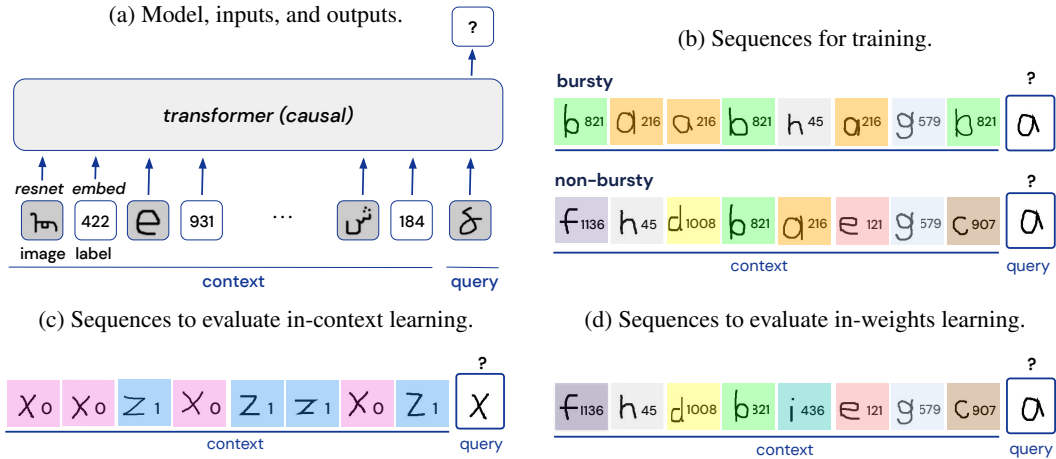 (a) Model, inputs, and outputs.
?
transformer (causal)
resnet embed
422 e 931 ... 184
image label
context query
(b) Sequences for training.
?
bursty
b 821 a 216 a 216 b 821 h 45 a 216 g 579 b 821 a
non-bursty
f 1136 h 45 d 1008 b 821 a 216 e 121 g 579 c 907 a
context query
(c) Sequences to evaluate in-context learning.
?
x 0 x 0 z 1 x 0 z 1 z 1 x 0 z 1 x
context query
(d) Sequences to evaluate in-weights learning.
?
f 1136 h 45 d 1008 b 821 i 436 e 121 g 579 c 907 a
context query